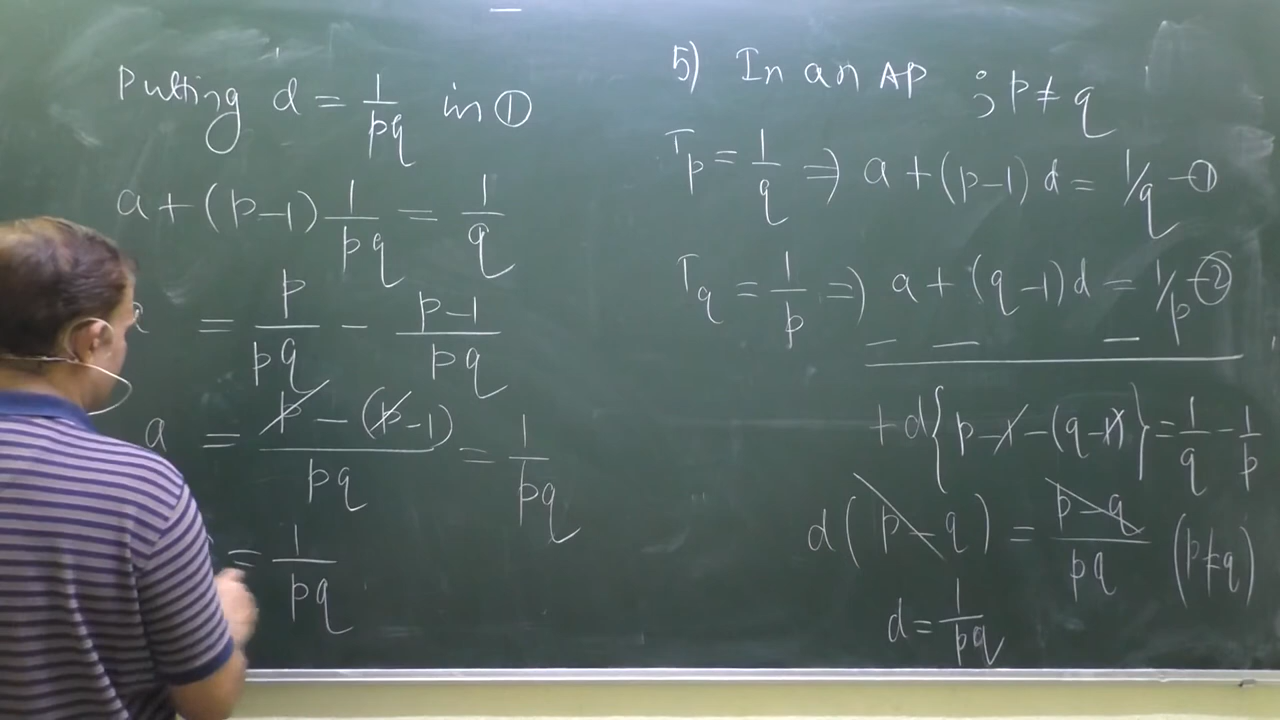 Putting d = 1/pq in ①
a + (p-1) 1/pq = 1/q
= p/pq - p-1/pq
a = p - (p-1)/pq = 1/pq
= 1/pq
5) In an AP ; p ≠ q
Tp = 1/q ⇒ a + (p-1) d = 1/q - ①
Tq = 1/p ⇒ a + (q-1) d = 1/p - ②
- - -
+ d{p - 1 - (q - 1)} = 1/q - 1/p
d (p - q) = p - q/pq (p ≠ q)
d = 1/pq